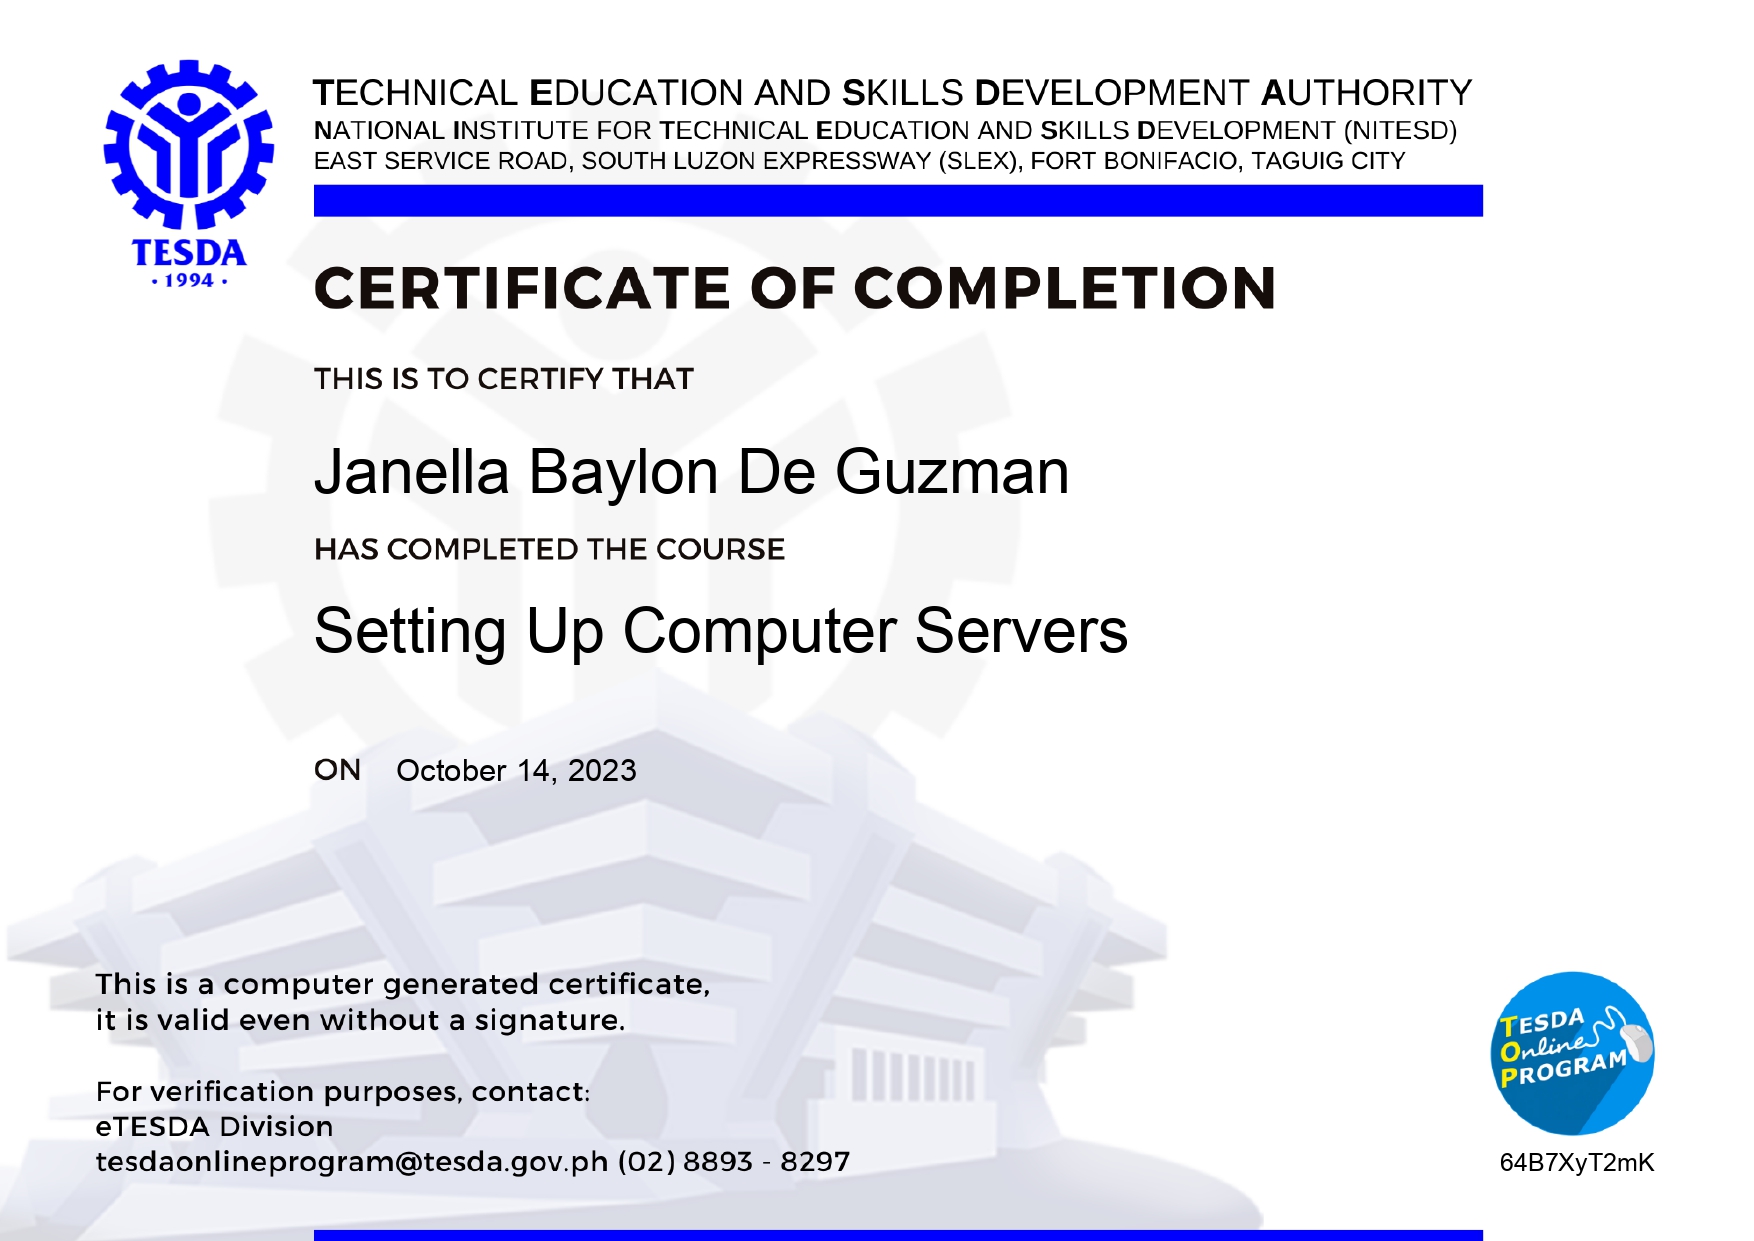 TECHNICAL EDUCATION AND SKILLS DEVELOPMENT AUTHORITY
NATIONAL INSTITUTE FOR TECHNICAL EDUCATION AND SKILLS DEVELOPMENT (NITESD)
EAST SERVICE ROAD, SOUTH LUZON EXPRESSWAY (SLEX), FORT BONIFACIO, TAGUIG CITY
TESDA
· 1994 ·
CERTIFICATE OF COMPLETION
THIS IS TO CERTIFY THAT
Janella Baylon De Guzman
HAS COMPLETED THE COURSE
Setting Up Computer Servers
ON October 14, 2023
This is a computer generated certificate,
it is valid even without a signature.
For verification purposes, contact:
eTESDA Division
tesdaonlineprogram@tesda.gov.ph (02) 8893 - 8297
TESDA
Online
PROGRAM
64B7XyT2mK